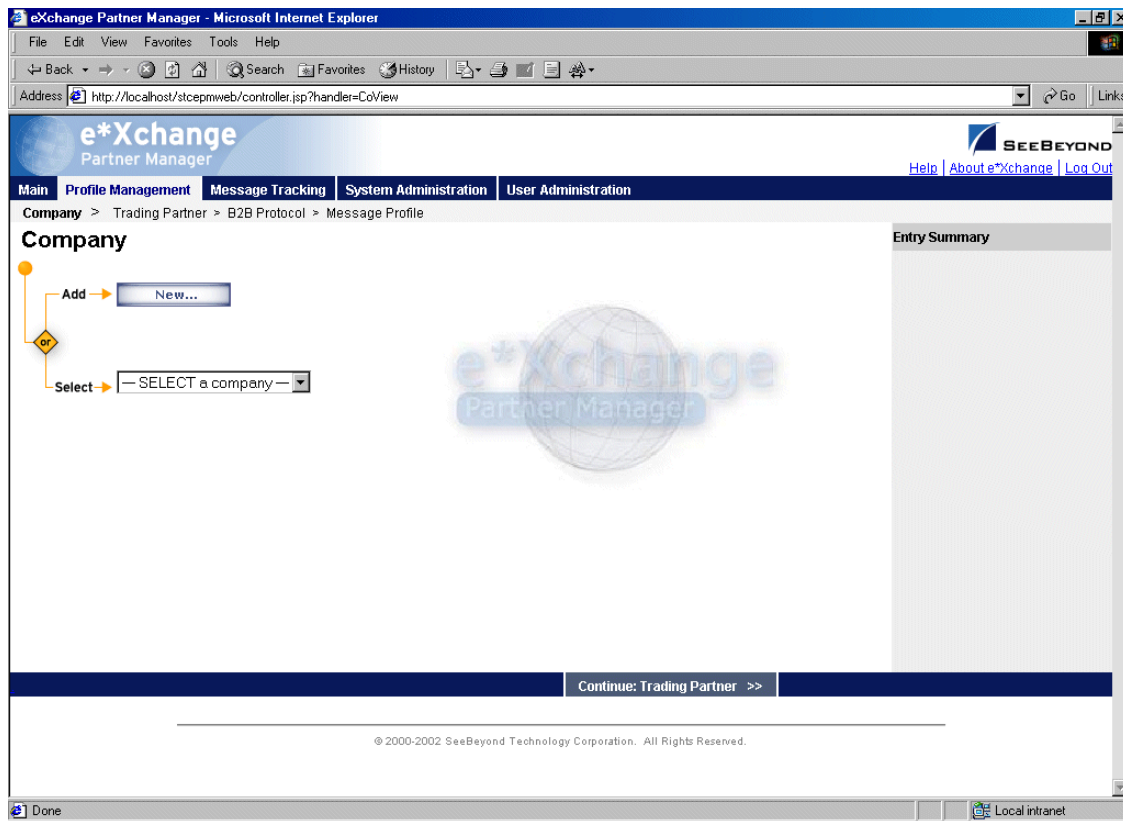 eXchange Partner Manager - Microsoft Internet Explorer
File Edit View Favorites Tools Help
Back Search Favorites History
Address http://localhost/stcepmweb/controller.jsp?handler=CoView Go Links
e*Xchange
Partner Manager
SEEBEYOND
Help | About e*Xchange | Log Out
Main Profile Management Message Tracking System Administration User Administration
Company > Trading Partner > B2B Protocol > Message Profile
Company
Entry Summary
Add New...
or
Select — SELECT a company —
e*Xchange
Partner Manager
Continue: Trading Partner >>
© 2000-2002 SeeBeyond Technology Corporation. All Rights Reserved.
Done Local intranet